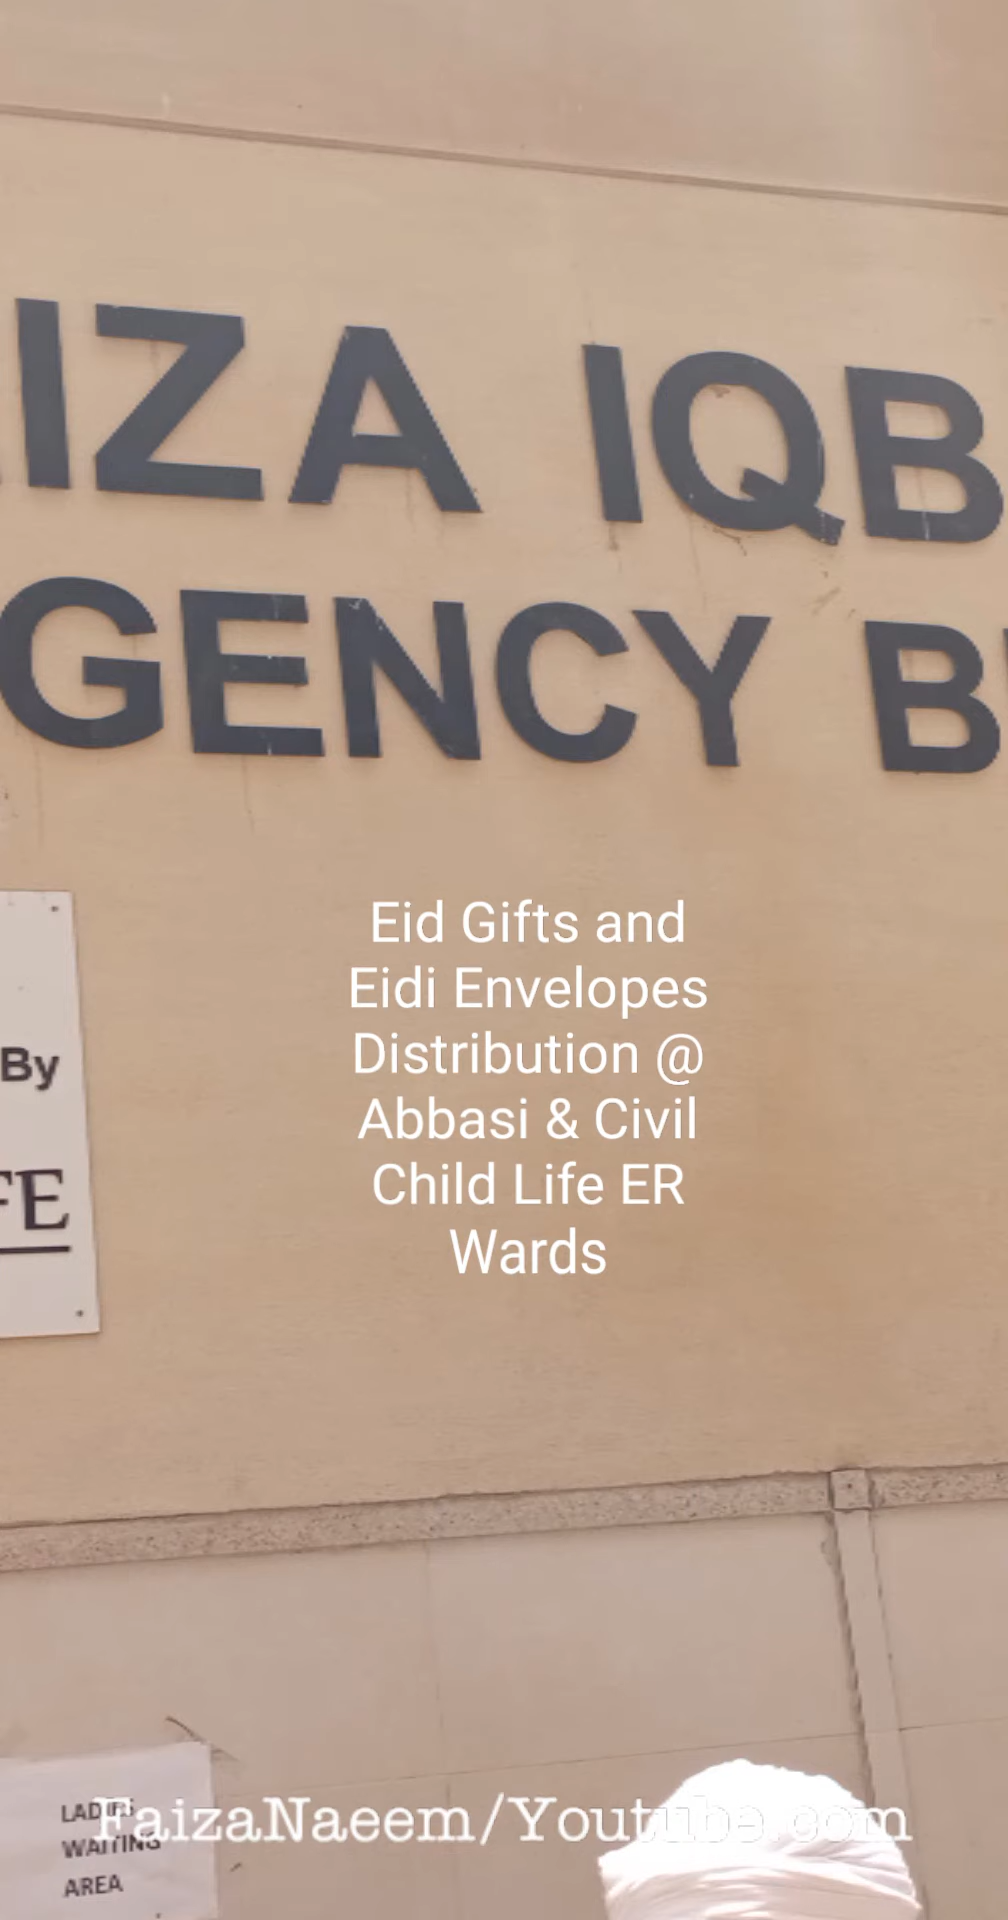 IZA IQB
GENCY B
Eid Gifts and
Eidi Envelopes
Distribution @
Abbasi & Civil
Child Life ER
Wards
By
FE
LADIES
WAITING
AREA
FaizaNaeem/Youtube.com